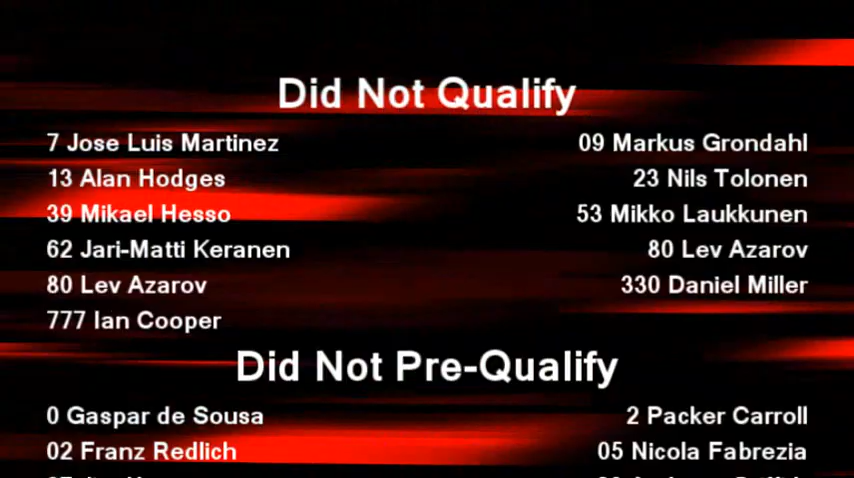 Did Not Qualify
7 Jose Luis Martinez
09 Markus Grondahl
13 Alan Hodges
23 Nils Tolonen
39 Mikael Hesso
53 Mikko Laukkunen
62 Jari-Matti Keranen
80 Lev Azarov
80 Lev Azarov
330 Daniel Miller
777 Ian Cooper
Did Not Pre-Qualify
0 Gaspar de Sousa
2 Packer Carroll
02 Franz Redlich
05 Nicola Fabrezia